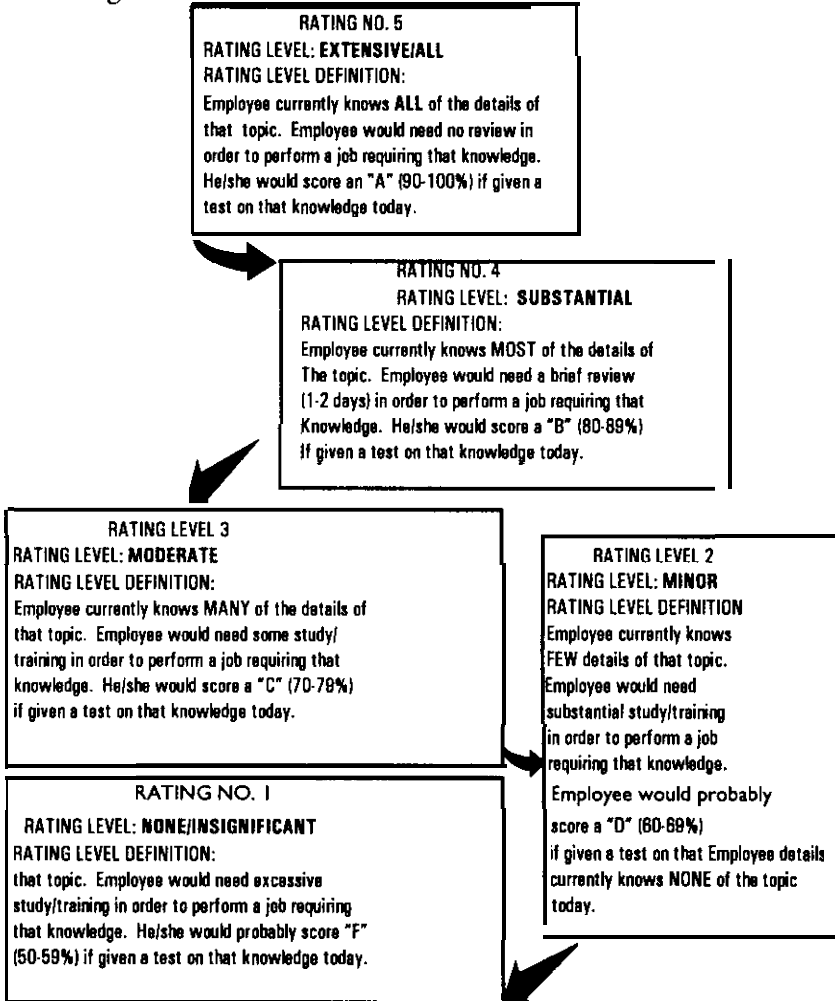 RATING NO. 5
RATING LEVEL: EXTENSIVE/ALL
RATING LEVEL DEFINITION:
Employee currently knows ALL of the details of
that topic. Employee would need no review in
order to perform a job requiring that knowledge.
He/she would score an "A" (90-100%) if given a
test on that knowledge today.
RATING NO. 4
RATING LEVEL: SUBSTANTIAL
RATING LEVEL DEFINITION:
Employee currently knows MOST of the details of
The topic. Employee would need a brief review
(1-2 days) in order to perform a job requiring that
Knowledge. He/she would score a "B" (80-89%)
If given a test on that knowledge today.
RATING LEVEL 3
RATING LEVEL: MODERATE
RATING LEVEL DEFINITION:
Employee currently knows MANY of the details of
that topic. Employee would need some study/
training in order to perform a job requiring that
knowledge. He/she would score a "C" (70-79%)
if given a test on that knowledge today.
RATING LEVEL 2
RATING LEVEL: MINOR
RATING LEVEL DEFINITION
Employee currently knows
FEW details of that topic.
Employee would need
substantial study/training
in order to perform a job
requiring that knowledge.
Employee would probably
score a "D" (60-69%)
if given a test on that Employee details
currently knows NONE of the topic
today.
RATING NO. 1
RATING LEVEL: NONE/INSIGNIFICANT
RATING LEVEL DEFINITION:
that topic. Employee would need excessive
study/training in order to perform a job requiring
that knowledge. He/she would probably score "F"
(50-59%) if given a test on that knowledge today.